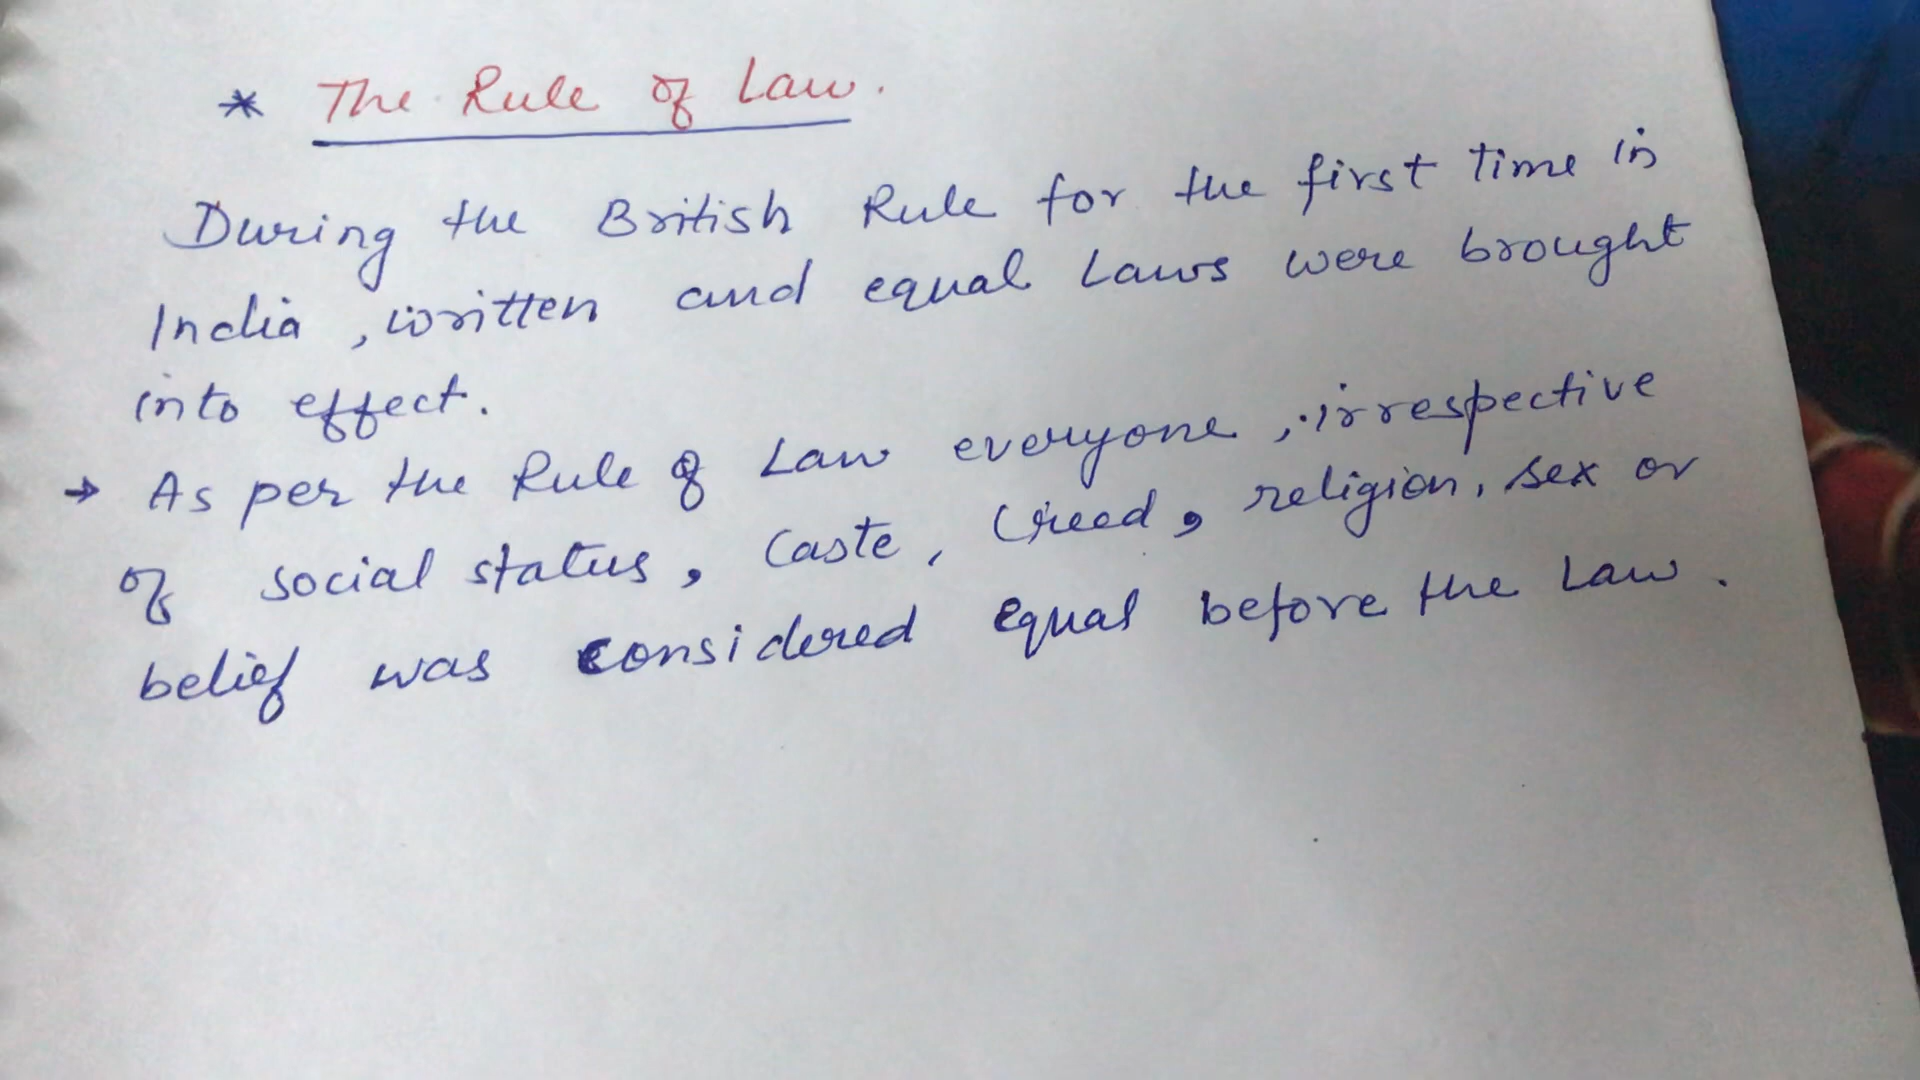 * The Rule of Law.
During the British Rule for the first time in
India, written and equal Laws were brought
into effect.
→ As per the Rule of Law everyone, irrespective
of social status, Caste, Creed, religion, sex or
belief was considered equal before the Law.